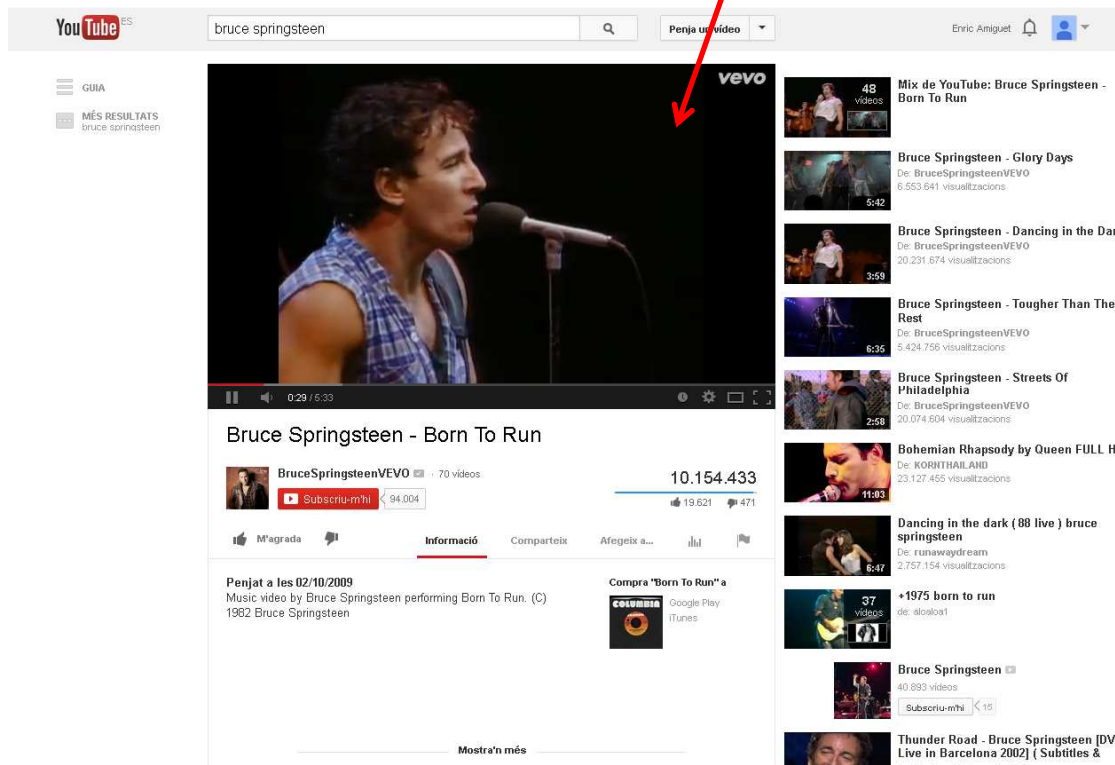 YouTube ES
bruce springsteen
Penja un vídeo
Enric Amiguet
GUIA
MÉS RESULTATS
bruce springsteen
vevo
0:29 / 5:33
Bruce Springsteen - Born To Run
BruceSpringsteenVEVO · 70 vídeos
Subscriu-m'hi 94.004
10.154.433
19.621 471
M'agrada
Informació
Comparteix
Afegeix a...
Penjat a les 02/10/2009
Music video by Bruce Springsteen performing Born To Run. (C)
1982 Bruce Springsteen
Compra "Born To Run" a
COLUMBIA
Google Play
iTunes
Mostra'n més
48
vídeos
Mix de YouTube: Bruce Springsteen -
Born To Run
Bruce Springsteen - Glory Days
De: BruceSpringsteenVEVO
6.553.641 visualitzacions
5:42
Bruce Springsteen - Dancing in the Dar
De: BruceSpringsteenVEVO
20.231.674 visualitzacions
3:59
Bruce Springsteen - Tougher Than The
Rest
De: BruceSpringsteenVEVO
5.424.756 visualitzacions
6:35
Bruce Springsteen - Streets Of
Philadelphia
De: BruceSpringsteenVEVO
20.074.604 visualitzacions
2:58
Bohemian Rhapsody by Queen FULL H
De: KORNTHAILAND
23.127.455 visualitzacions
11:03
Dancing in the dark ( 88 live ) bruce
springsteen
De: runawaydream
2.757.154 visualitzacions
6:47
37
vídeos
+1975 born to run
de: aloaloa1
Bruce Springsteen
40.893 vídeos
Subscriu-m'hi 15
Thunder Road - Bruce Springsteen [DV
Live in Barcelona 2002] ( Subtitles &